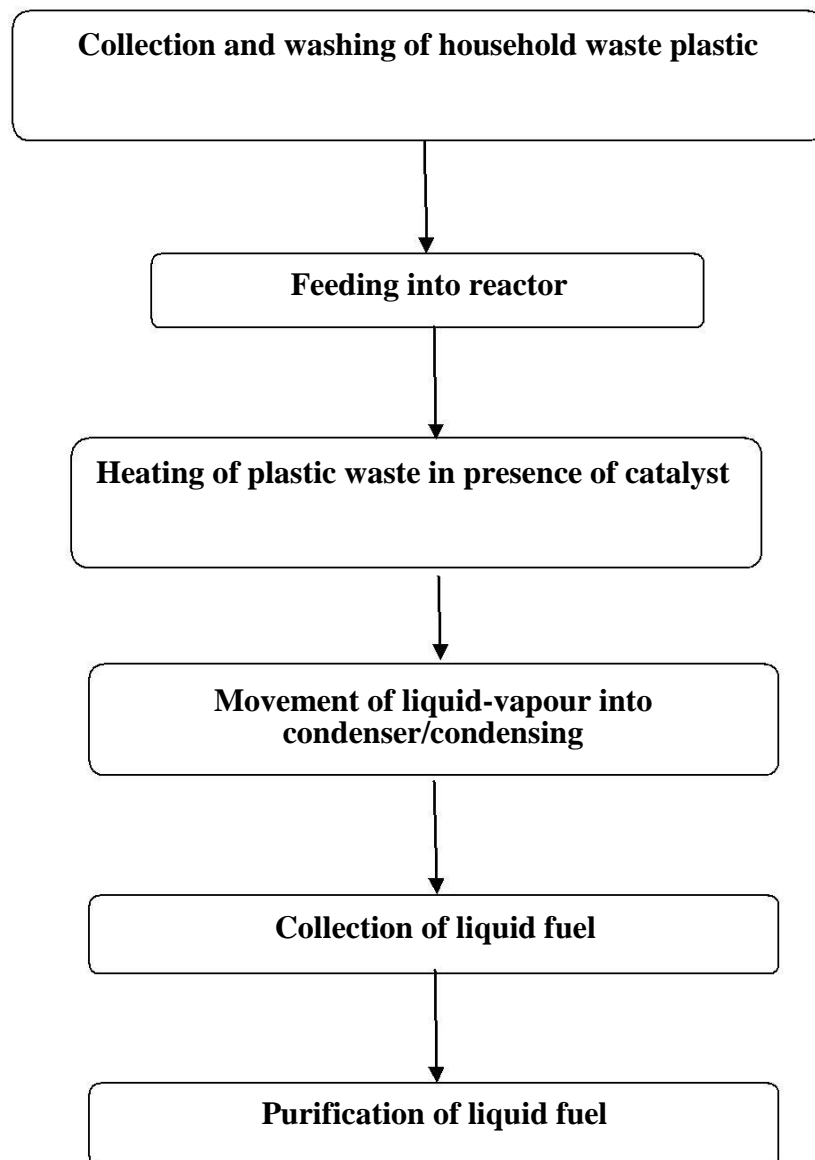 Collection and washing of household waste plastic
Feeding into reactor
Heating of plastic waste in presence of catalyst
Movement of liquid-vapour into
condenser/condensing
Collection of liquid fuel
Purification of liquid fuel